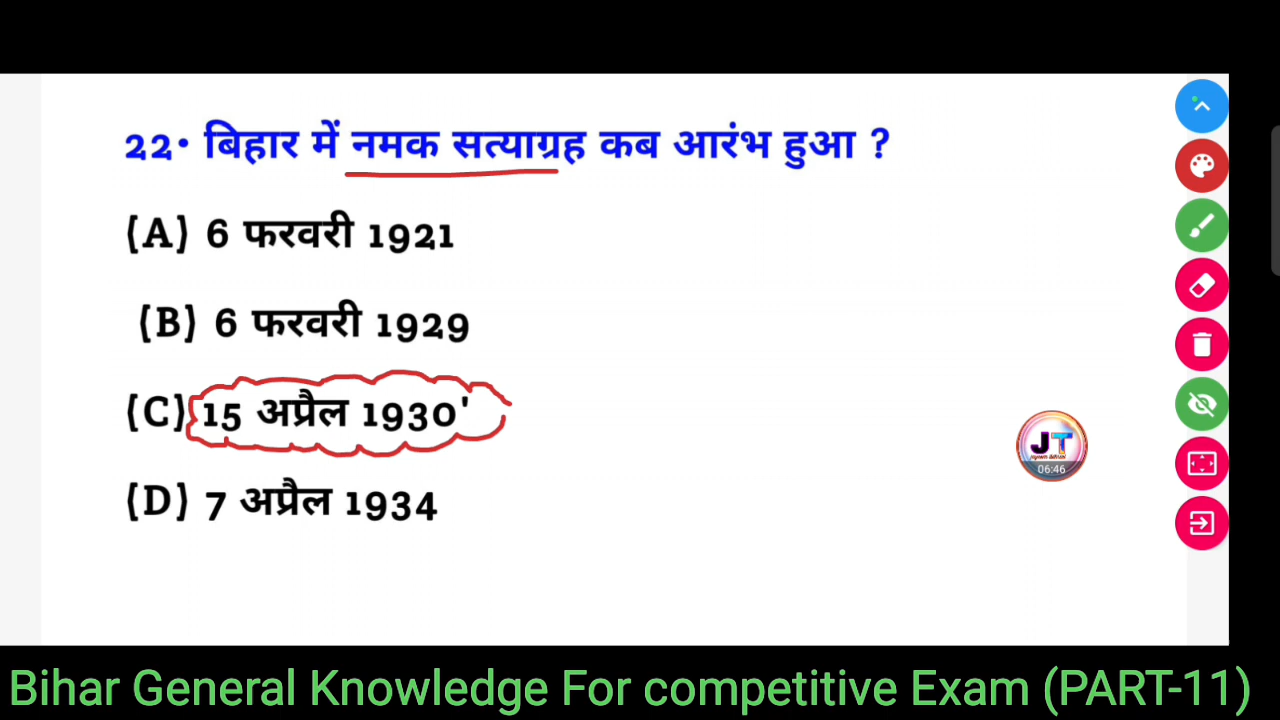 22• बिहार में नमक सत्याग्रह कब आरंभ हुआ ?
(A) 6 फरवरी 1921
(B) 6 फरवरी 1929
(C) 15 अप्रैल 1930'
(D) 7 अप्रैल 1934
JT
06:46
Bihar General Knowledge For competitive Exam (PART-11)